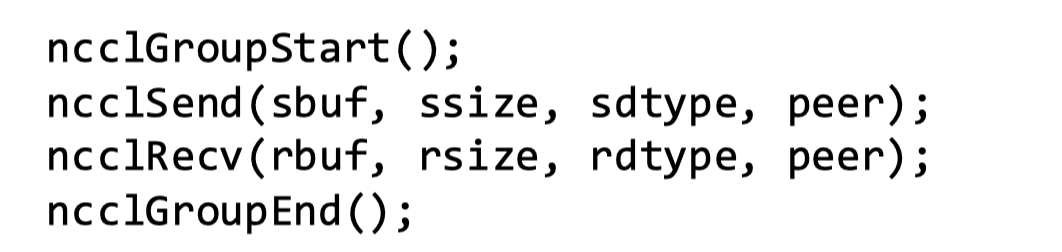 ncclGroupStart();
ncclSend(sbuf, ssize, sdtype, peer);
ncclRecv(rbuf, rsize, rdtype, peer);
ncclGroupEnd();